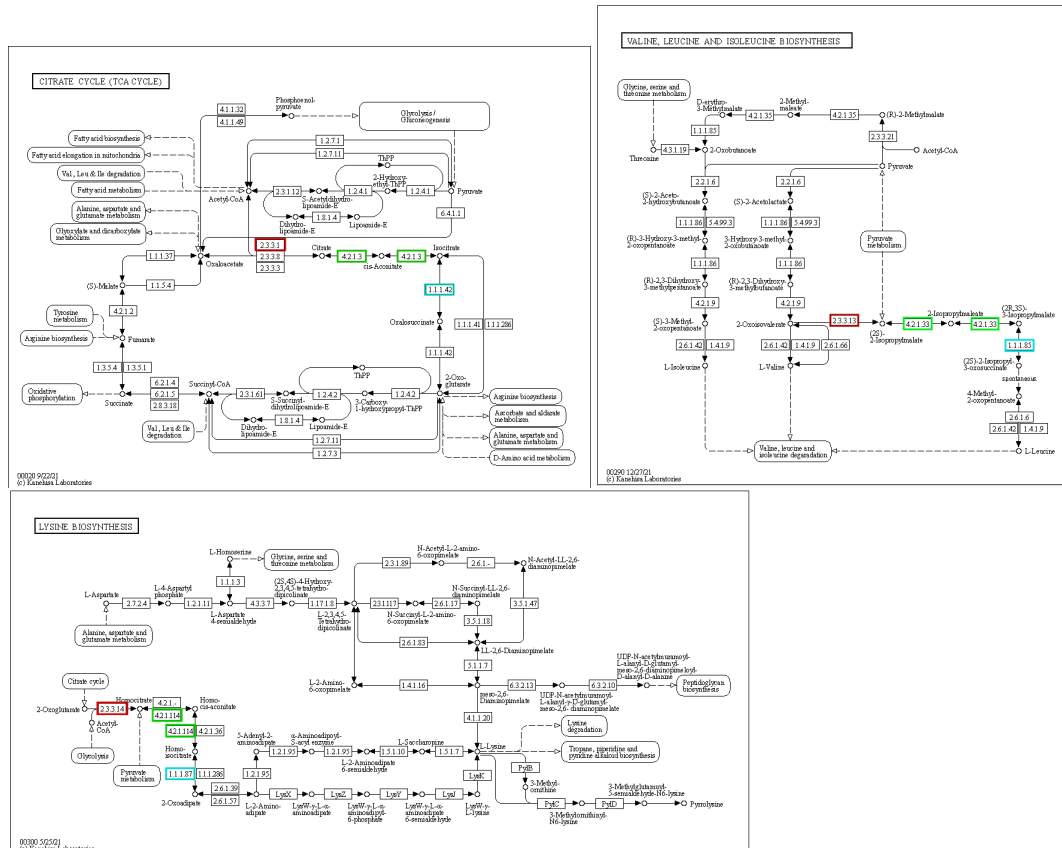 CITRATE CYCLE (TCA CYCLE)
Phosphoenol-
pyruvate
4.1.1.32
4.1.1.49
Glycolysis /
Gluconeogenesis
Fatty acid biosynthesis
Fatty acid elongation in mitochondria
Val, Leu & Ile degradation
Fatty acid metabolism
Alanine, aspartate and
glutamate metabolism
Glyoxylate and dicarboxylate
metabolism
1.2.7.1
1.2.7.11
ThPP
2-Hydroxy-
ethyl-ThPP
2.3.1.12
1.2.4.1
1.2.4.1
Pyruvate
Acetyl-CoA
S-Acetyldihydro-
lipoamide-E
6.4.1.1
1.8.1.4
Dihydro-
lipoamide-E
Lipoamide-E
2.3.3.1
2.3.3.8
2.3.3.3
Citrate
4.2.1.3
cis-Aconitate
4.2.1.3
Isocitrate
1.1.1.37
Oxaloacetate
(S)-Malate
1.1.5.4
1.1.1.42
4.2.1.2
Tyrosine
metabolism
Oxalosuccinate
1.1.1.41
1.1.1.286
Arginine biosynthesis
Fumarate
1.1.1.42
1.3.5.4
1.3.5.1
ThPP
2-Oxo-
glutarate
Oxidative
phosphorylation
Succinate
6.2.1.4
6.2.1.5
2.8.3.18
Succinyl-CoA
2.3.1.61
1.2.4.2
1.2.4.2
S-Succinyl-
dihydrolipoamide-E
3-Carboxy-
1-hydroxypropyl-ThPP
1.8.1.4
Dihydro-
lipoamide-E
Lipoamide-E
Val, Leu & Ile
degradation
1.2.7.11
1.2.7.3
Arginine biosynthesis
Ascorbate and aldarate
metabolism
Alanine, aspartate and
glutamate metabolism
D-Amino acid metabolism
00020 9/22/21
(c) Kanehisa Laboratories
VALINE, LEUCINE AND ISOLEUCINE BIOSYNTHESIS
Glycine, serine and
threonine metabolism
D-erythro-
3-Methylmalate
2-Methyl-
maleate
4.2.1.35
4.2.1.35
(R)-2-Methylmalate
1.1.1.85
2.3.3.21
Threonine
4.3.1.19
2-Oxobutanoate
Acetyl-CoA
Pyruvate
2.2.1.6
2.2.1.6
(S)-2-Aceto-
2-hydroxybutanoate
(S)-2-Acetolactate
1.1.1.86
5.4.99.3
1.1.1.86
5.4.99.3
(R)-3-Hydroxy-3-methyl-
2-oxopentanoate
3-Hydroxy-3-methyl-
2-oxobutanoate
Pyruvate
metabolism
1.1.1.86
1.1.1.86
(R)-2,3-Dihydroxy-
3-methylpentanoate
(R)-2,3-Dihydroxy-
3-methylbutanoate
4.2.1.9
4.2.1.9
(S)-3-Methyl-
2-oxopentanoate
2-Oxoisovalerate
2.3.3.13
(2S)-
2-Isopropylmalate
4.2.1.33
2-Isopropylmaleate
4.2.1.33
(2R,3S)-
3-Isopropylmalate
2.6.1.42
1.4.1.9
2.6.1.42
1.4.1.9
2.6.1.66
1.1.1.85
L-Isoleucine
L-Valine
(2S)-2-Isopropyl-
3-oxosuccinate
spontaneous
4-Methyl-
2-oxopentanoate
2.6.1.6
2.6.1.42
1.4.1.9
Valine, leucine and
isoleucine degradation
L-Leucine
00290 12/27/21
(c) Kanehisa Laboratories
LYSINE BIOSYNTHESIS
L-Homoserine
Glycine, serine and
threonine metabolism
N-Acetyl-L-2-amino-
6-oxopimelate
2.3.1.89
2.6.1.-
N-Acetyl-LL-2,6-
diaminopimelate
1.1.1.3
L-Aspartate
2.7.2.4
L-4-Aspartyl
phosphate
1.2.1.11
L-Aspartate
4-semialdehyde
4.3.3.7
(2S,4S)-4-Hydroxy-
2,3,4,5-tetrahydro-
dipicolinate
1.17.1.8
L-2,3,4,5-
Tetrahydro-
dipicolinate
2.3.1.117
N-Succinyl-L-2-amino-
6-oxopimelate
2.6.1.17
N-Succinyl-LL-2,6-
diaminopimelate
3.5.1.47
3.5.1.18
Alanine, aspartate and
glutamate metabolism
2.6.1.83
LL-2,6-Diaminopimelate
5.1.1.7
L-2-Amino-
6-oxopimelate
1.4.1.16
meso-2,6-
Diaminopimelate
6.3.2.13
UDP-N-acetylmuramoyl-
L-alanyl-γ-D-glutamyl-
meso-2,6- diaminopimelate
6.3.2.10
UDP-N-acetylmuramoyl-
L-alanyl-D-glutamyl-
meso-2,6-diaminopimeloyl-
D-alanyl-D-alanine
Peptidoglycan
biosynthesis
Citrate cycle
2-Oxoglutarate
2.3.3.14
Homocitrate
4.2.1.-
4.2.1.114
Homo-
cis-aconitate
4.2.1.114
4.2.1.36
Acetyl-
CoA
Glycolysis
Pyruvate
metabolism
Homo-
isocitrate
1.1.1.87
1.1.1.286
2-Oxoadipate
2.6.1.39
2.6.1.57
4.1.1.20
Lysine
degradation
5-Adenyl-2-
aminoadipate
1.2.1.95
α-Aminoadipoyl-
S-acyl enzyme
1.2.1.95
L-2-Aminoadipate
6-semialdehyde
1.5.1.10
L-Saccharopine
1.5.1.7
L-Lysine
Tropane, piperidine and
pyridine alkaloid biosynthesis
1.2.1.95
LysK
PylB
3-Methyl-
ornithine
L-2-Amino-
adipate
LysX
LysW-γ-L-α-
aminoadipate
LysZ
LysW-γ-L-α-
aminoadipyl-
6-phosphate
LysY
LysW-γ-L-α-
aminoadipate
6-semialdehyde
LysJ
LysW-γ-
L-lysine
PylC
3-Methylornithinyl-
N6-lysine
PylD
3-Methylglutamoyl-
5-semialdehyde-N6-lysine
Pyrrolysine
00300 5/25/21
(c) Kanehisa Laboratories